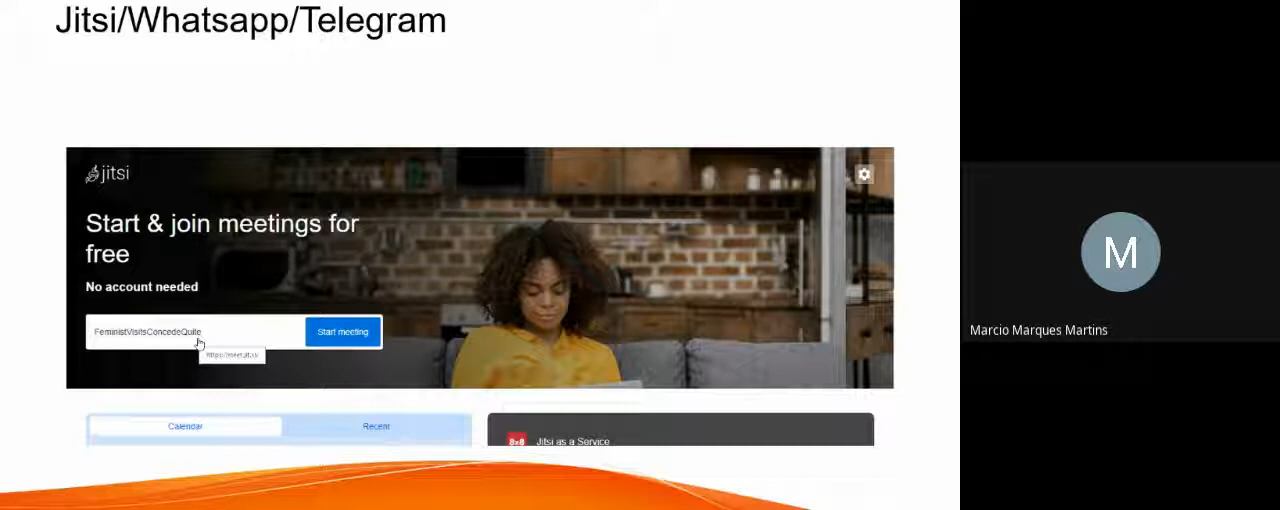 Jitsi/Whatsapp/Telegram
jitsi
Start & join meetings for
free
No account needed
FeministVisitsConcedeQuite
Start meeting
Calendar
Recent
8x8
Jitsi as a Service
M
Marcio Marques Martins